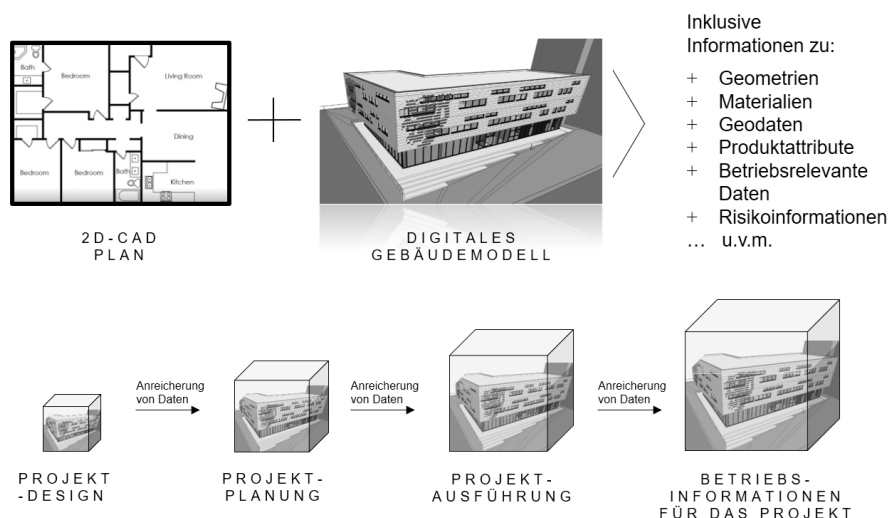 Inklusive
Informationen zu:
+ Geometrien
+ Materialien
+ Geodaten
+ Produktattribute
+ Betriebsrelevante
Daten
+ Risikoinformationen
... u.v.m.
Bath
Bedroom
Living Room
Dining
Bedroom
Bedroom
Bath
Kitchen
2D-CAD
PLAN
DIGITALES
GEBÄUDEMODELL
Anreicherung
von Daten
Anreicherung
von Daten
Anreicherung
von Daten
PROJEKT
-DESIGN
PROJEKT-
PLANUNG
PROJEKT-
AUSFÜHRUNG
BETRIEBS-
INFORMATIONEN
FÜR DAS PROJEKT